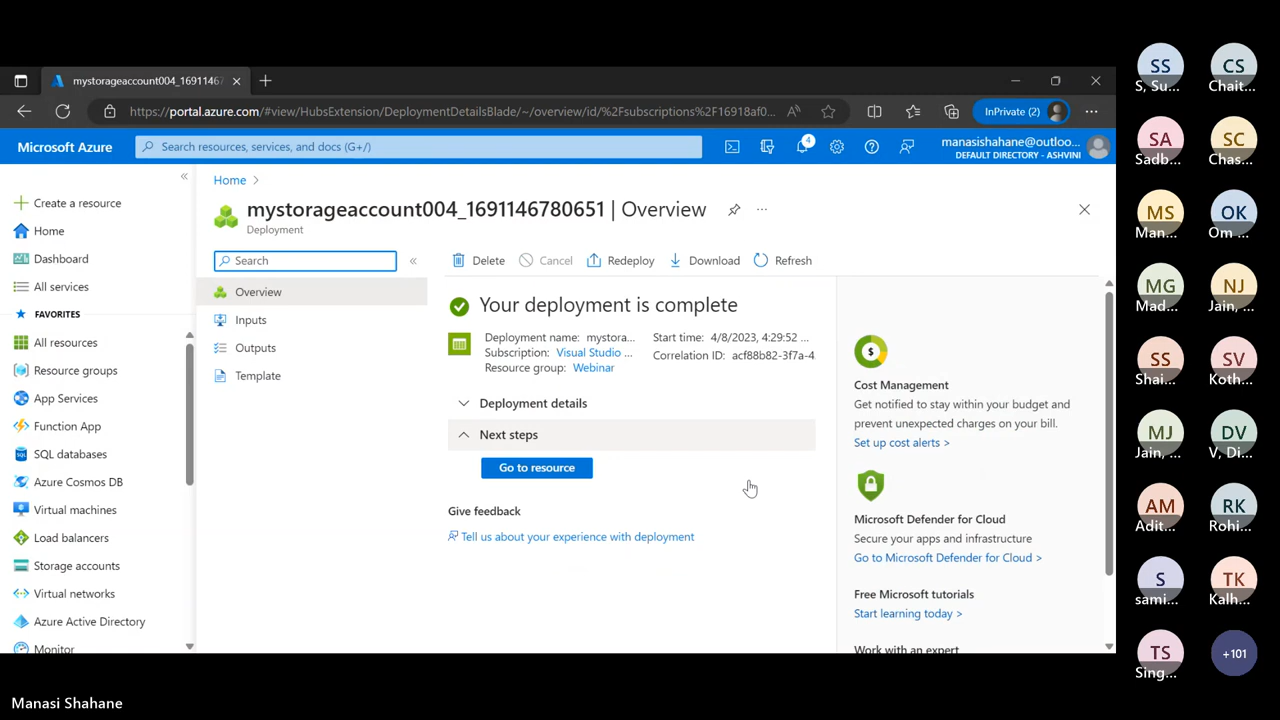 mystorageaccount004_16911467
https://portal.azure.com/#view/HubsExtension/DeploymentDetailsBlade/~/overview/id/%2Fsubscriptions%2F16918af0...
InPrivate (2)
Microsoft Azure
Search resources, services, and docs (G+/)
4
manasishahane@outloo...
DEFAULT DIRECTORY - ASHVINI
Create a resource
Home
Dashboard
All services
FAVORITES
All resources
Resource groups
App Services
Function App
SQL databases
Azure Cosmos DB
Virtual machines
Load balancers
Storage accounts
Virtual networks
Azure Active Directory
Monitor
Home >
mystorageaccount004_1691146780651 | Overview
Deployment
Search
Overview
Inputs
Outputs
Template
Delete Cancel Redeploy Download Refresh
Your deployment is complete
Deployment name: mystora...
Subscription: Visual Studio ...
Resource group: Webinar
Start time: 4/8/2023, 4:29:52 ...
Correlation ID: acf88b82-3f7a-4
Deployment details
Next steps
Go to resource
Give feedback
Tell us about your experience with deployment
Cost Management
Get notified to stay within your budget and
prevent unexpected charges on your bill.
Set up cost alerts >
Microsoft Defender for Cloud
Secure your apps and infrastructure
Go to Microsoft Defender for Cloud >
Free Microsoft tutorials
Start learning today >
Work with an expert
SS CS
S, Su... Chait...
SA SC
Sadb... Chas...
MS OK
Man... Om ...
MG NJ
Mad... Jain, ...
SS SV
Shai... Koth...
MJ DV
Jain, ... V, Di...
AM RK
Adit... Rohi...
S TK
sami... Kalh...
TS +101
Sing...
Manasi Shahane